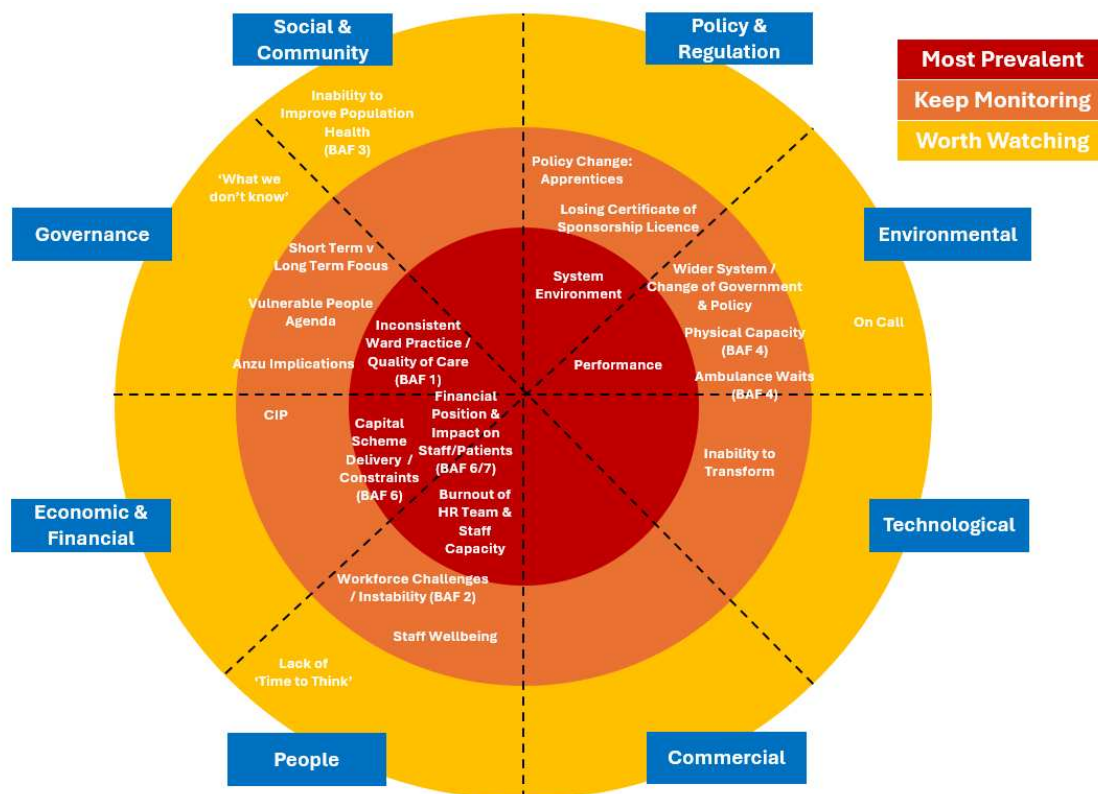 Social &
Community
Policy &
Regulation
Most Prevalent
Keep Monitoring
Worth Watching
Inability to
Improve Population
Health
(BAF 3)
'What we
don't know'
Governance
Policy Change:
Apprentices
Losing Certificate of
Sponsorship Licence
Environmental
Short Term v
Long Term Focus
Vulnerable People
Agenda
Anzu Implications
Inconsistent
Ward Practice /
Quality of Care
(BAF 1)
System
Environment
Performance
Wider System /
Change of Government
& Policy
Physical Capacity
(BAF 4)
Ambulance Waits
(BAF 4)
On Call
CIP
Capital
Scheme
Delivery /
Constraints
(BAF 6)
Financial
Position &
Impact on
Staff/Patients
(BAF 6/7)
Burnout of
HR Team &
Staff
Capacity
Inability to
Transform
Economic &
Financial
Technological
Workforce Challenges
/ Instability (BAF 2)
Staff Wellbeing
Lack of
'Time to Think'
People
Commercial